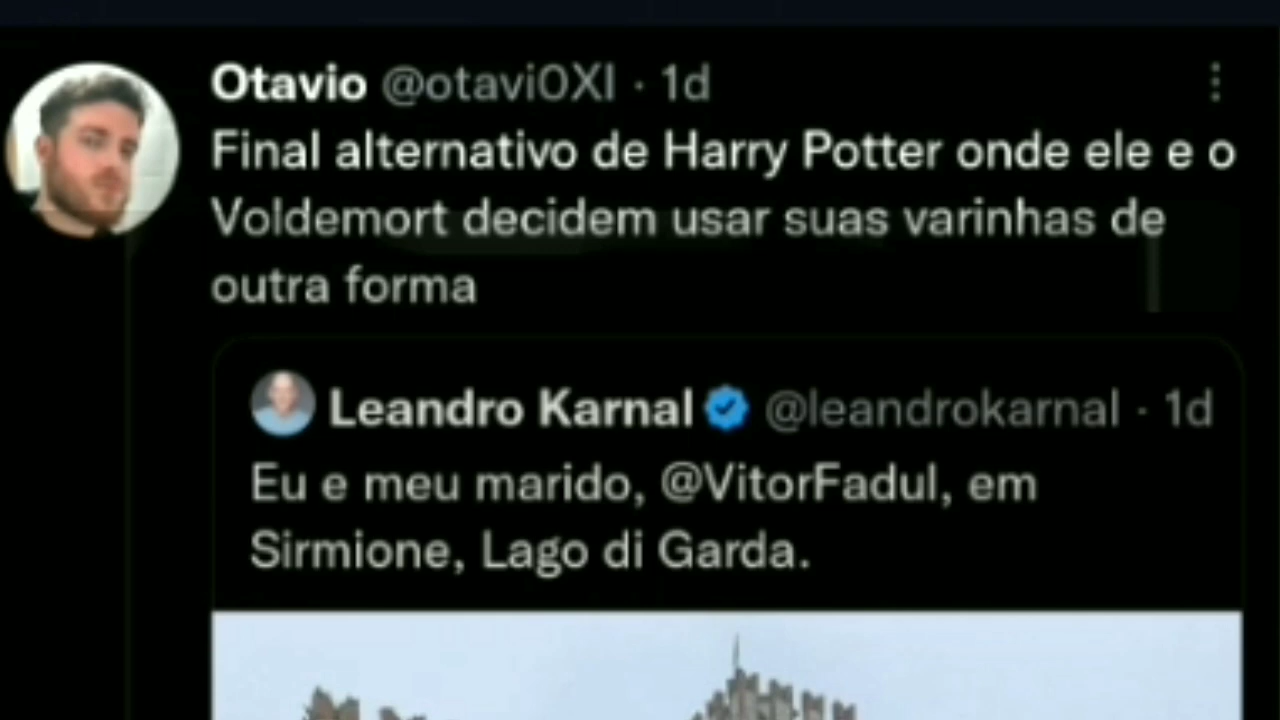 Otavio @otavi0XI · 1d
Final alternativo de Harry Potter onde ele e o
Voldemort decidem usar suas varinhas de
outra forma
Leandro Karnal @leandrokarnal · 1d
Eu e meu marido, @VitorFadul, em
Sirmione, Lago di Garda.